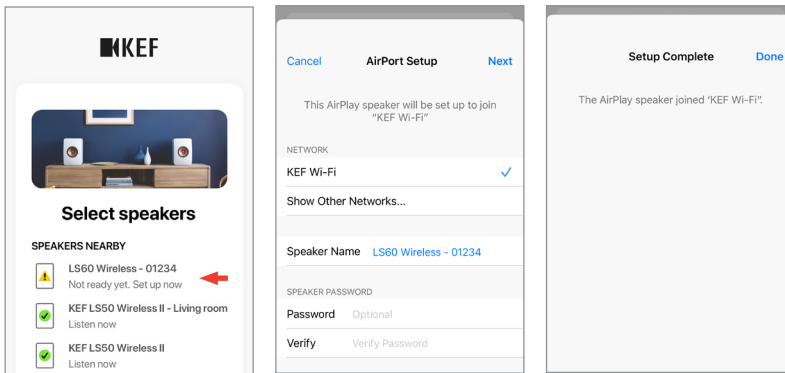 KEF
Select speakers
SPEAKERS NEARBY
LS60 Wireless - 01234
Not ready yet. Set up now
KEF LS50 Wireless II - Living room
Listen now
KEF LS50 Wireless II
Listen now
Cancel AirPort Setup Next
This AirPlay speaker will be set up to join
“KEF Wi-Fi”
NETWORK
KEF Wi-Fi
Show Other Networks...
Speaker Name LS60 Wireless - 01234
SPEAKER PASSWORD
Password Optional
Verify Verify Password
Setup Complete Done
The AirPlay speaker joined ‘KEF Wi-Fi”.